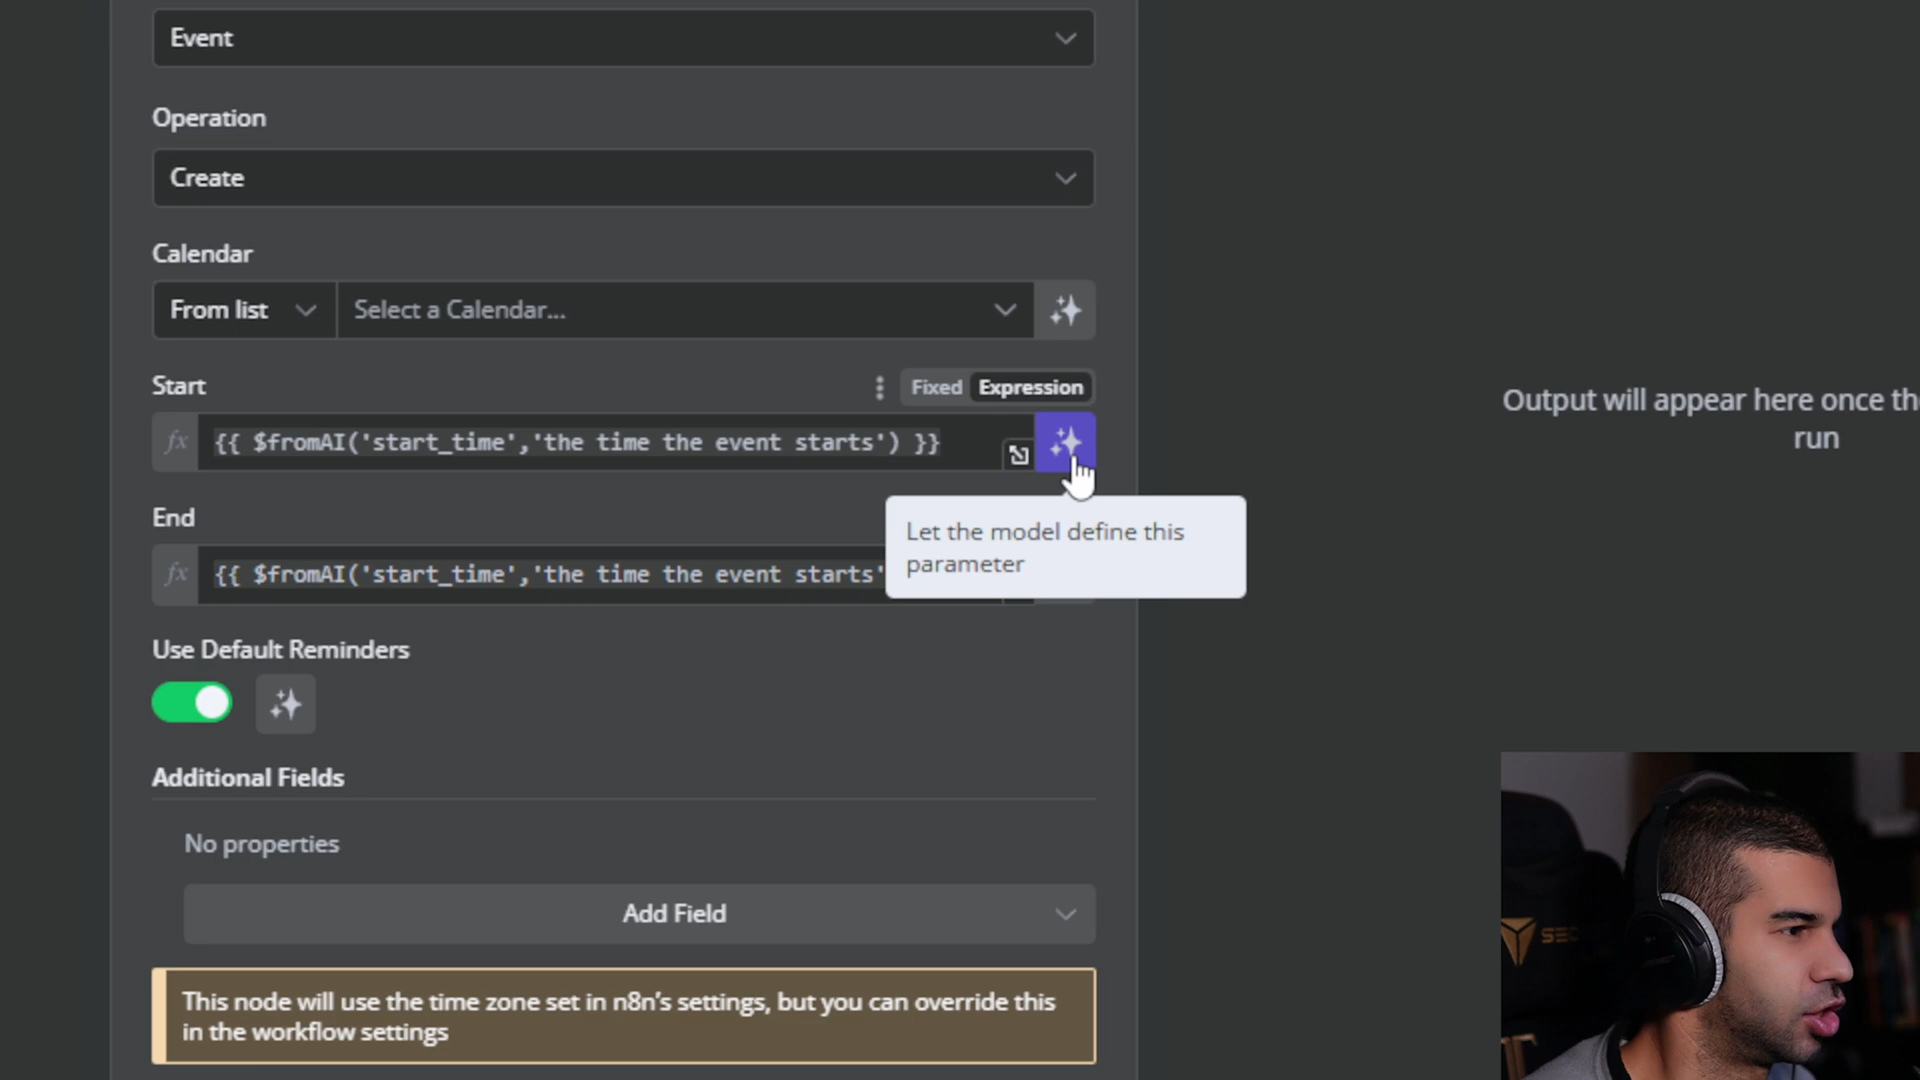 Event
Operation
Create
Calendar
From list
Select a Calendar...
Start
Fixed
Expression
fx
{{ $fromAI('start_time','the time the event starts') }}
Let the model define this
parameter
End
fx
{{ $fromAI('start_time','the time the event starts'
Use Default Reminders
Additional Fields
No properties
Add Field
This node will use the time zone set in n8n's settings, but you can override this
in the workflow settings
Output will appear here once th
run
SEC